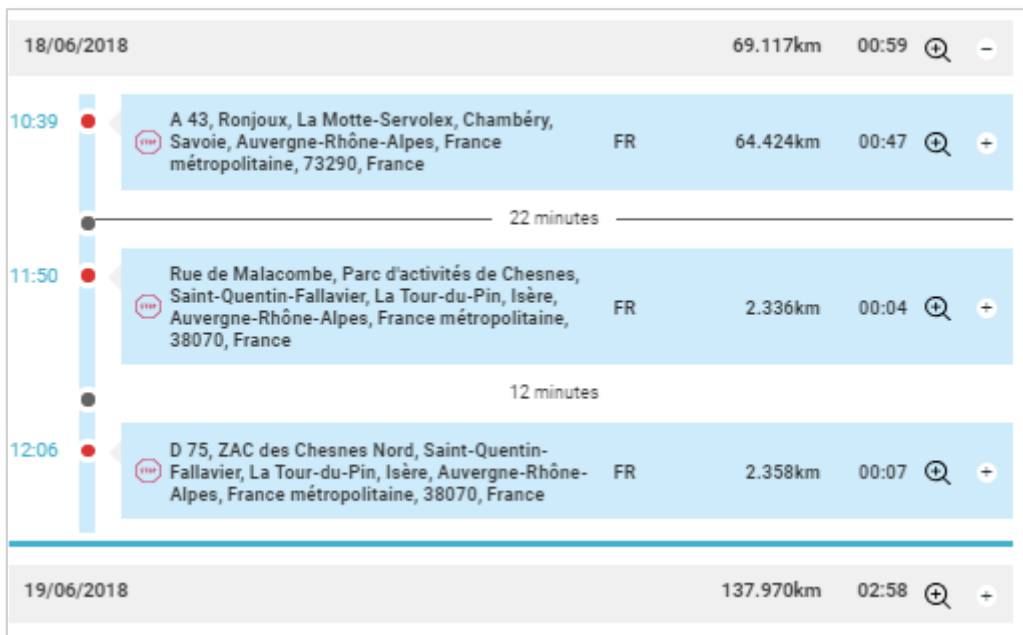 18/06/2018 69.117km 00:59
10:39
A 43, Ronjoux, La Motte-Servolex, Chambéry,
Savoie, Auvergne-Rhône-Alpes, France
métropolitaine, 73290, France
FR 64.424km 00:47
22 minutes
11:50
Rue de Malacombe, Parc d'activités de Chesnes,
Saint-Quentin-Fallavier, La Tour-du-Pin, Isère,
Auvergne-Rhône-Alpes, France métropolitaine,
38070, France
FR 2.336km 00:04
12 minutes
12:06
D 75, ZAC des Chesnes Nord, Saint-Quentin-
Fallavier, La Tour-du-Pin, Isère, Auvergne-Rhône-
Alpes, France métropolitaine, 38070, France
FR 2.358km 00:07
19/06/2018 137.970km 02:58